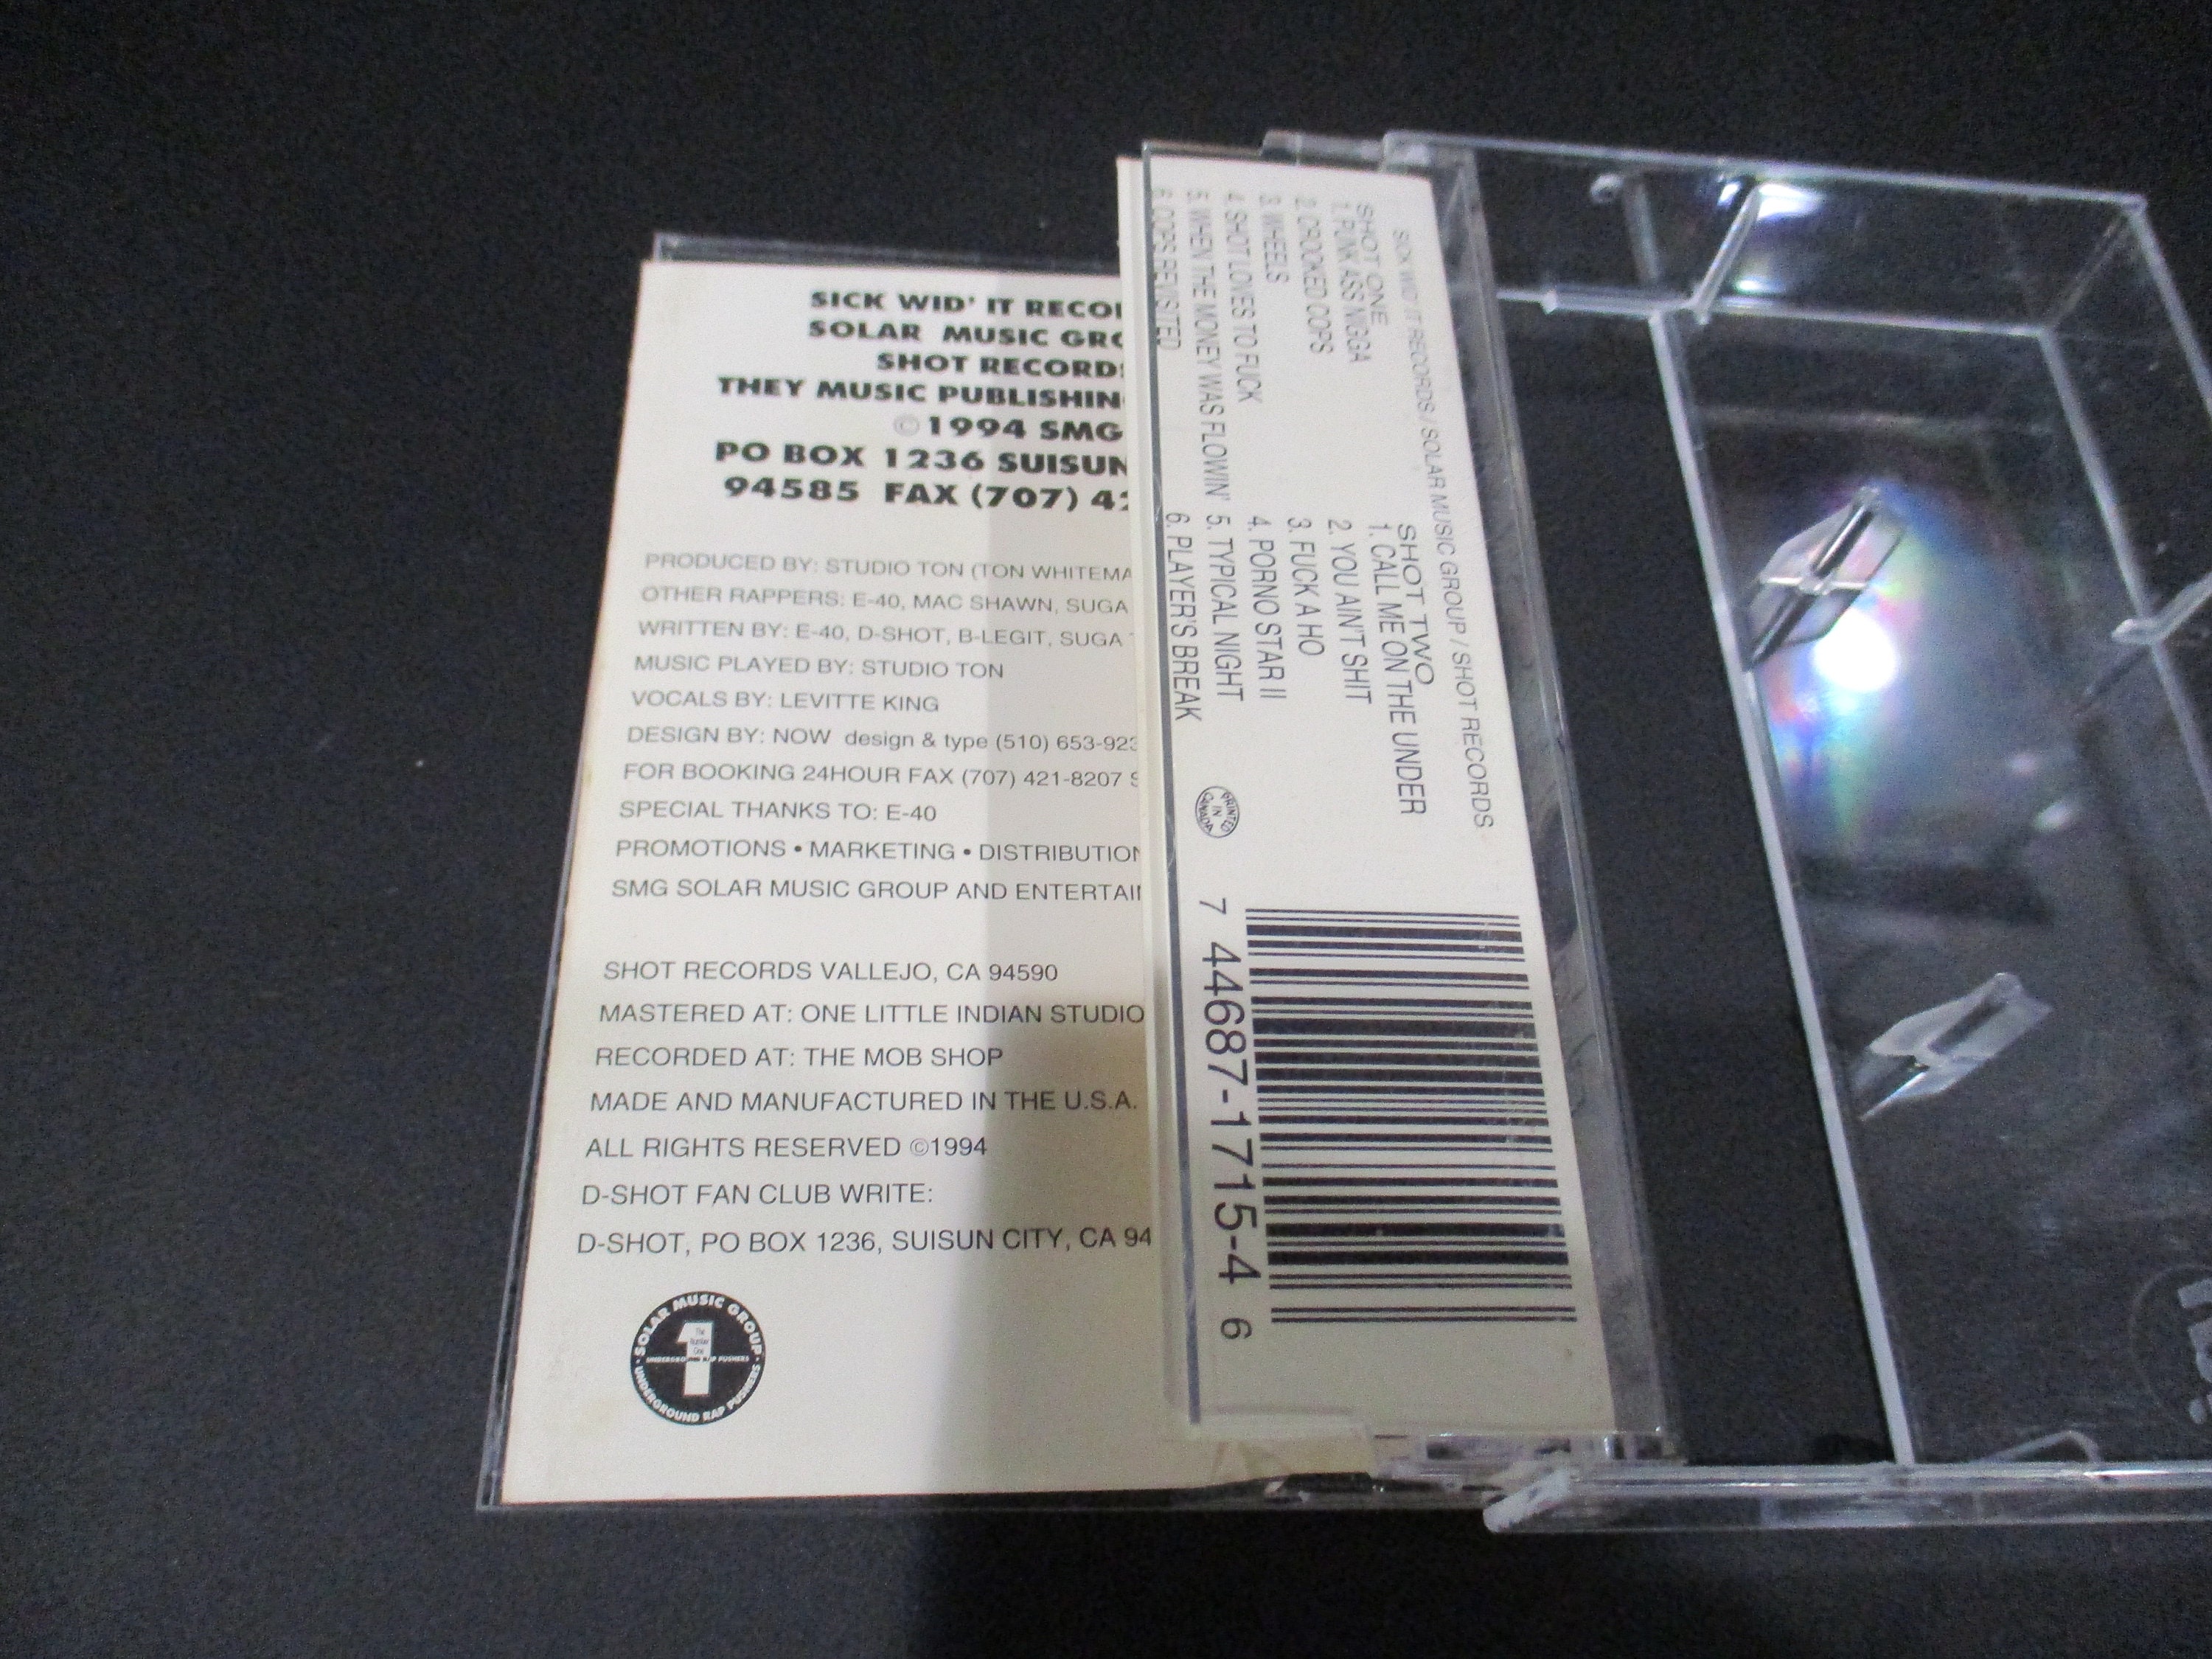 SICK WID' IT RECO
SOLAR MUSIC GRO
SHOT RECORDS
THEY MUSIC PUBLISHIN
©1994 SMG
PO BOX 1236 SUISUN
94585 FAX (707) 42
PRODUCED BY: STUDIO TON (TON WHITEMA
OTHER RAPPERS: E-40, MAC SHAWN, SUGA
WRITTEN BY: E-40, D-SHOT, B-LEGIT, SUGA T
MUSIC PLAYED BY: STUDIO TON
VOCALS BY: LEVITTE KING
DESIGN BY: NOW design & type (510) 653-923
FOR BOOKING 24HOUR FAX (707) 421-8207 S
SPECIAL THANKS TO: E-40
PROMOTIONS • MARKETING • DISTRIBUTION
SMG SOLAR MUSIC GROUP AND ENTERTAI
SHOT RECORDS VALLEJO, CA 94590
MASTERED AT: ONE LITTLE INDIAN STUDIO
RECORDED AT: THE MOB SHOP
MADE AND MANUFACTURED IN THE U.S.A.
ALL RIGHTS RESERVED ©1994
D-SHOT FAN CLUB WRITE:
D-SHOT, PO BOX 1236, SUISUN CITY, CA 94
SOLAR MUSIC GROUP
The Number One
UNDERGROUND RAP PUSHERS
UNDERGROUND RAP PUSHERS
SICK WID' IT RECORDS / SOLAR MUSIC GROUP / SHOT RECORDS
SHOT ONE
1. PUNK ASS NIGGA
2. CROOKED COPS
3. WHEELS
4. SHOT LOVES TO FUCK
5. WHEN THE MONEY WAS FLOWIN'
6. OOPS REVISITED
SHOT TWO
1. CALL ME ON THE UNDER
2. YOU AIN'T SHIT
3. FUCK A HO
4. PORNO STAR II
5. TYPICAL NIGHT
6. PLAYER'S BREAK
PRINTED IN CANADA
7 44687-1715-4 6